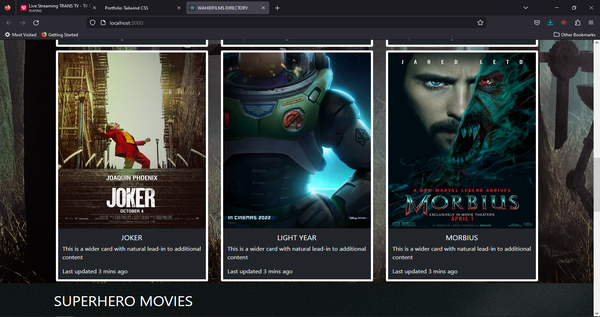 Live Streaming TRANS TV - TV
PLAYING
Portfolio Tailwind CSS
WAHIEIFILMS DIRECTORY
localhost:3000
Most Visited
Getting Started
Other Bookmarks
JOAQUIN PHOENIX
JOKER
OCTOBER 4
IN CINEMAS 2022
JARED LETO
A NEW MARVEL LEGEND ARRIVES
MORBIUS
EXCLUSIVELY IN MOVIE THEATERS
APRIL 1
JOKER
This is a wider card with natural lead-in to additional
content
Last updated 3 mins ago
LIGHT YEAR
This is a wider card with natural lead-in to additional
content
Last updated 3 mins ago
MORBIUS
This is a wider card with natural lead-in to additional
content
Last updated 3 mins ago
SUPERHERO MOVIES